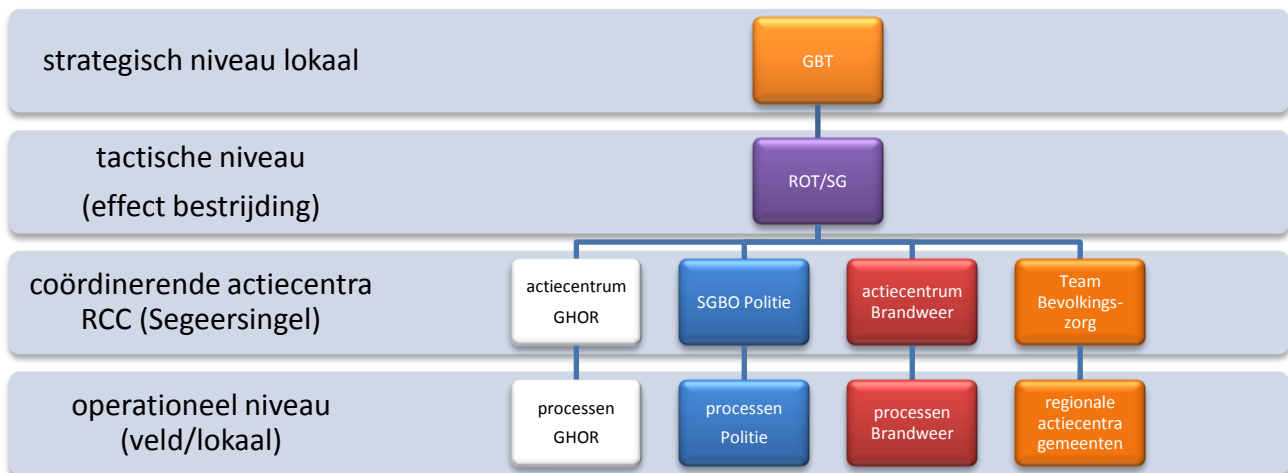 strategisch niveau lokaal
GBT
tactische niveau
(effect bestrijding)
ROT/SG
coördinerende actiecentra
RCC (Segeersingel)
actiecentrum
GHOR
SGBO Politie
actiecentrum
Brandweer
Team
Bevolkings-
zorg
operationeel niveau
(veld/lokaal)
processen
GHOR
processen
Politie
processen
Brandweer
regionale
actiecentra
gemeenten